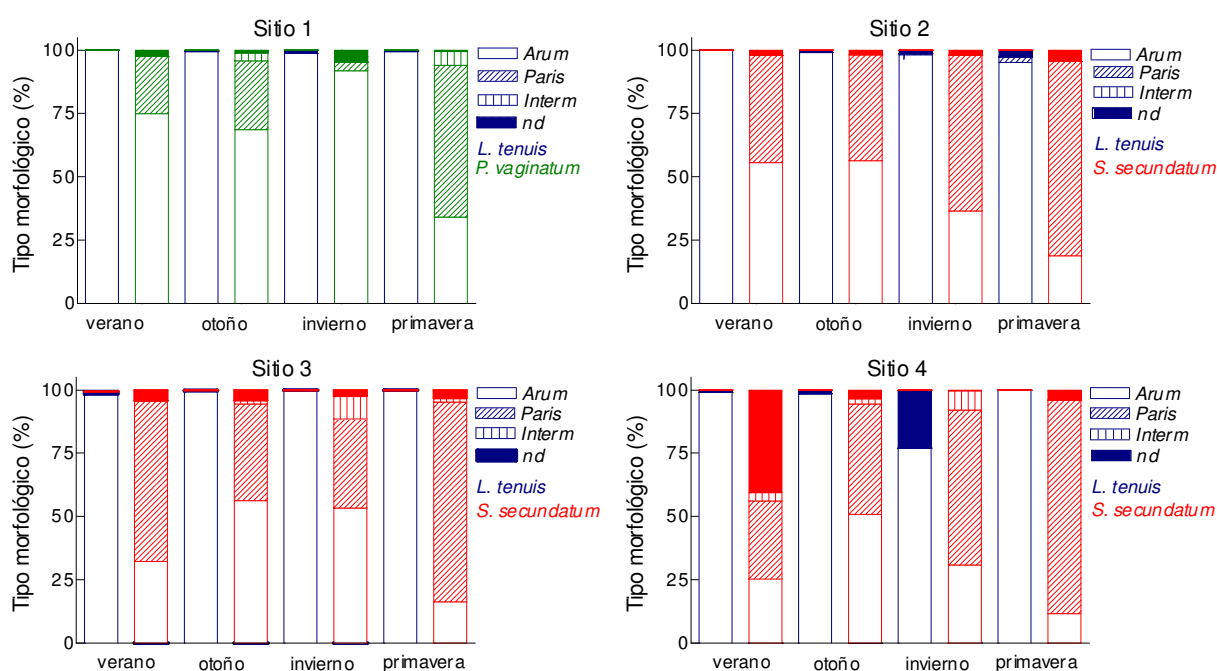 Sitio 1
Tipo morfológico (%)
100
75
50
25
0
verano otoño invierno primavera
Arum
Paris
Interm
nd
L. tenuis
P. vaginatum
Sitio 2
Tipo morfológico (%)
100
75
50
25
0
verano otoño invierno primavera
Arum
Paris
Interm
nd
L. tenuis
S. secundatum
Sitio 3
Tipo morfológico (%)
100
75
50
25
0
verano otoño invierno primavera
Arum
Paris
Interm
nd
L. tenuis
S. secundatum
Sitio 4
Tipo morfológico (%)
100
75
50
25
0
verano otoño invierno primavera
Arum
Paris
Interm
nd
L. tenuis
S. secundatum